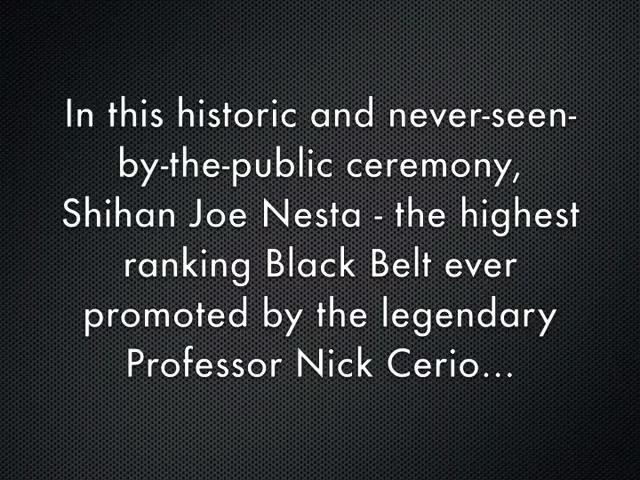 In this historic and never-seen-
by-the-public ceremony,
Shihan Joe Nesta - the highest
ranking Black Belt ever
promoted by the legendary
Professor Nick Cerio...